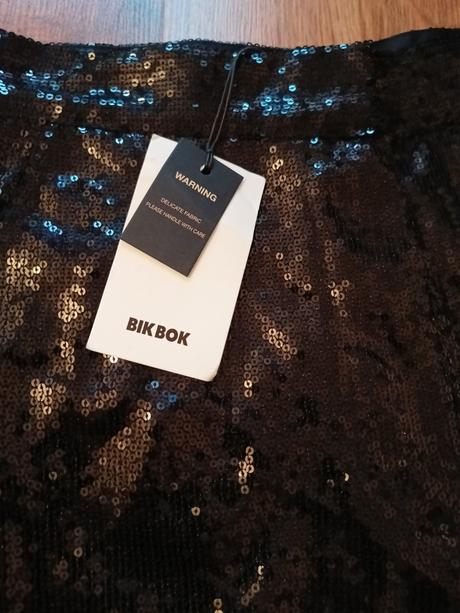 WARNING
DELICATE FABRIC
PLEASE HANDLE WITH CARE
BIKBOK